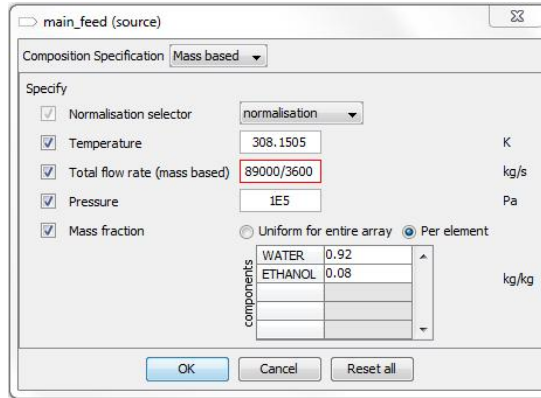 main_feed (source)
Composition Specification Mass based
Specify
Normalisation selector normalisation
Temperature 308.1505 K
Total flow rate (mass based) 89000/3600 kg/s
Pressure 1E5 Pa
Mass fraction Uniform for entire array Per element
components
WATER 0.92
ETHANOL 0.08
kg/kg
OK Cancel Reset all